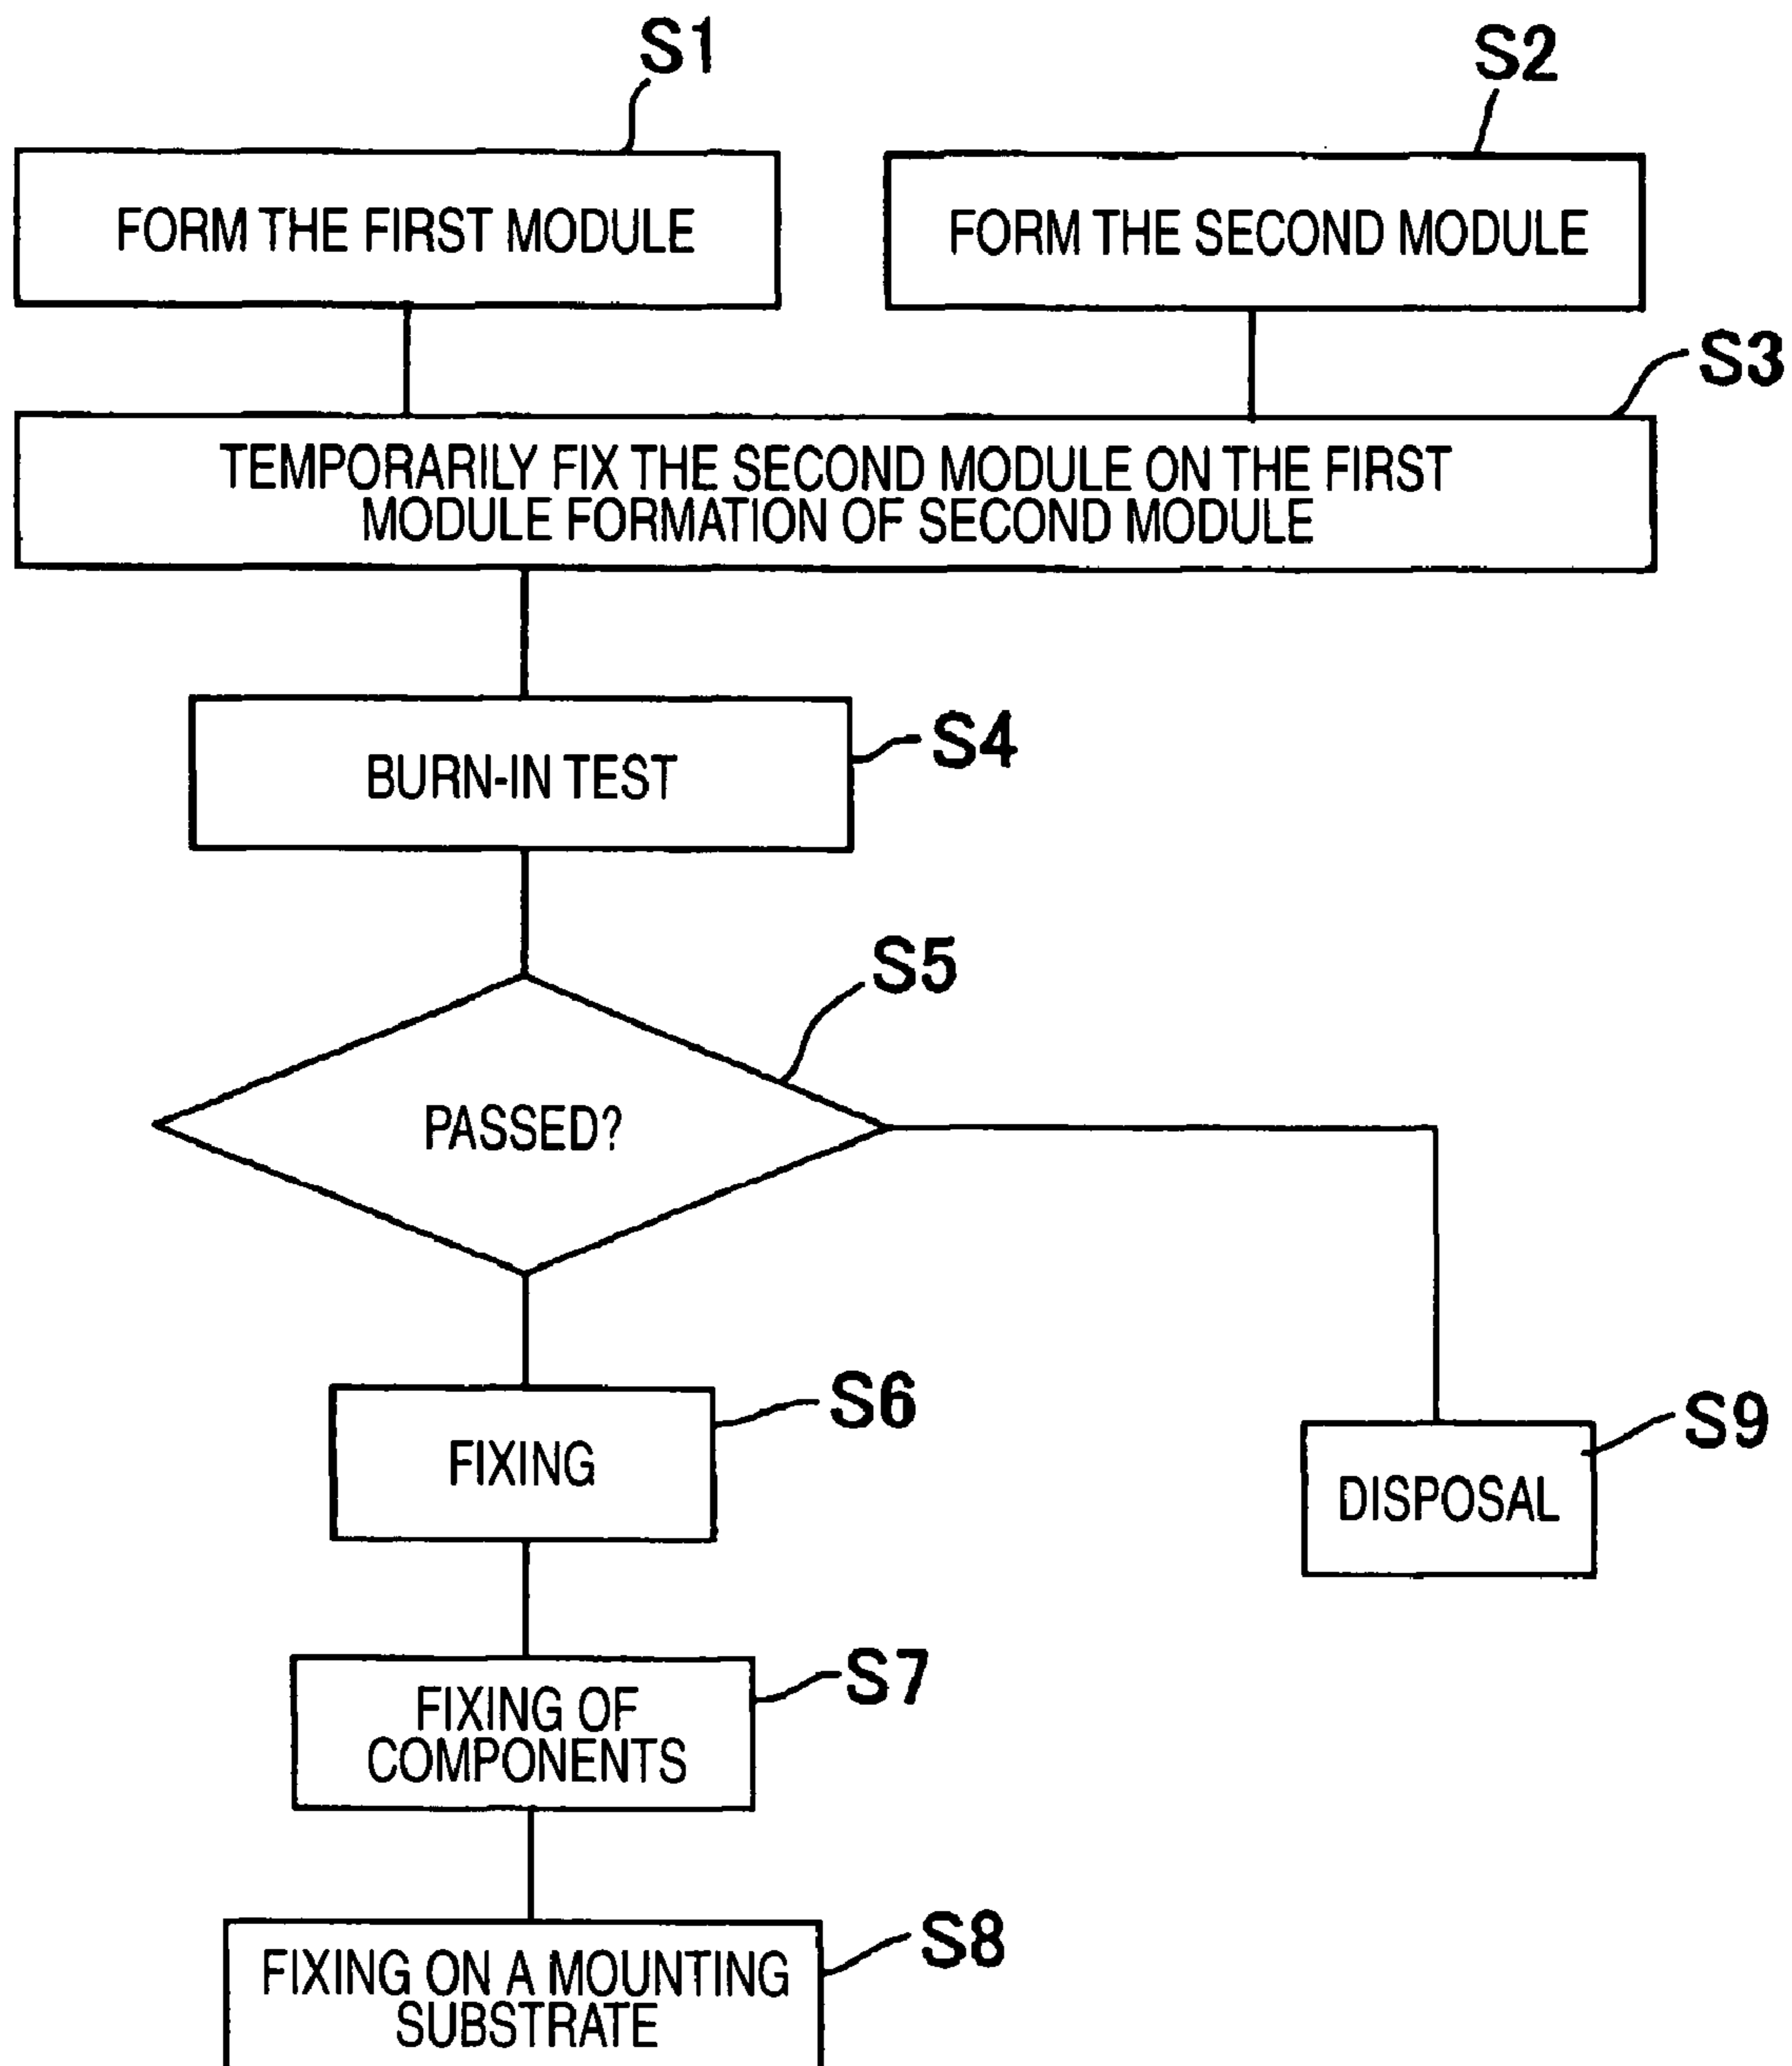 S1
S2
FORM THE FIRST MODULE
FORM THE SECOND MODULE
S3
TEMPORARILY FIX THE SECOND MODULE ON THE FIRST
MODULE FORMATION OF SECOND MODULE
S4
BURN-IN TEST
S5
PASSED?
S6
FIXING
S9
DISPOSAL
S7
FIXING OF
COMPONENTS
S8
FIXING ON A MOUNTING
SUBSTRATE